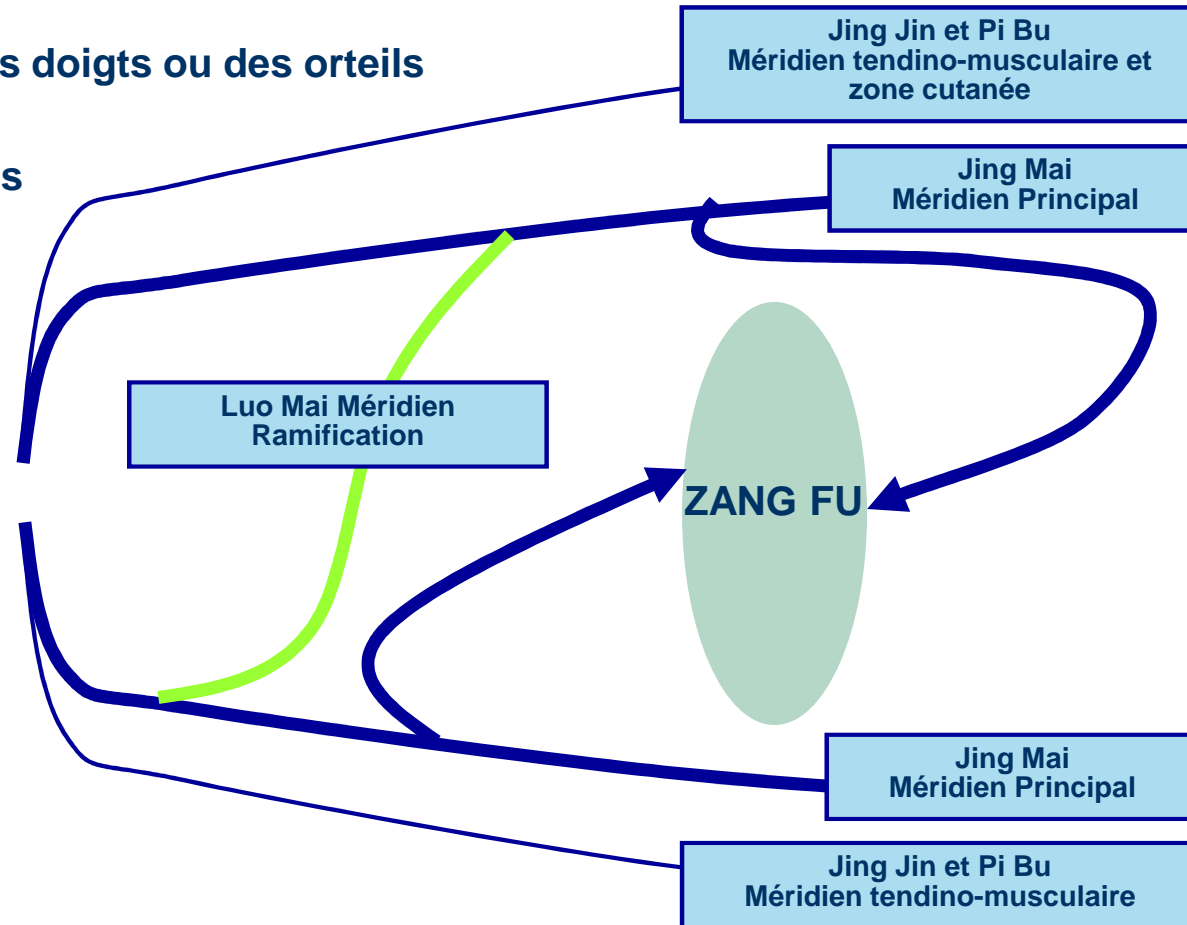 Jing Jin et Pi Bu
Méridien tendino-musculaire et
zone cutanée
s doigts ou des orteils
s
Jing Mai
Méridien Principal
Luo Mai Méridien
Ramification
ZANG FU
Jing Mai
Méridien Principal
Jing Jin et Pi Bu
Méridien tendino-musculaire